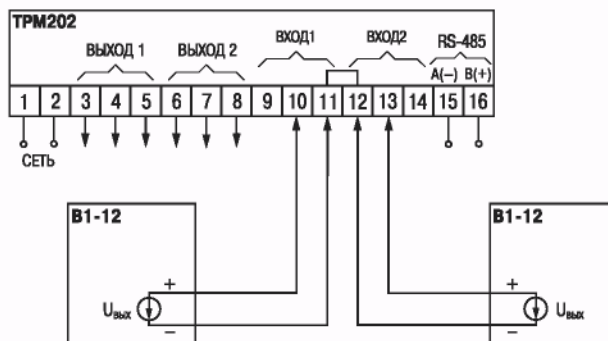 ТРМ202
ВЫХОД 1 ВЫХОД 2 ВХОД1 ВХОД2 RS-485
A(–) B(+)
1 2 3 4 5 6 7 8 9 10 11 12 13 14 15 16
СЕТЬ
В1-12 В1-12
+ +
Uвых Uвых
– –